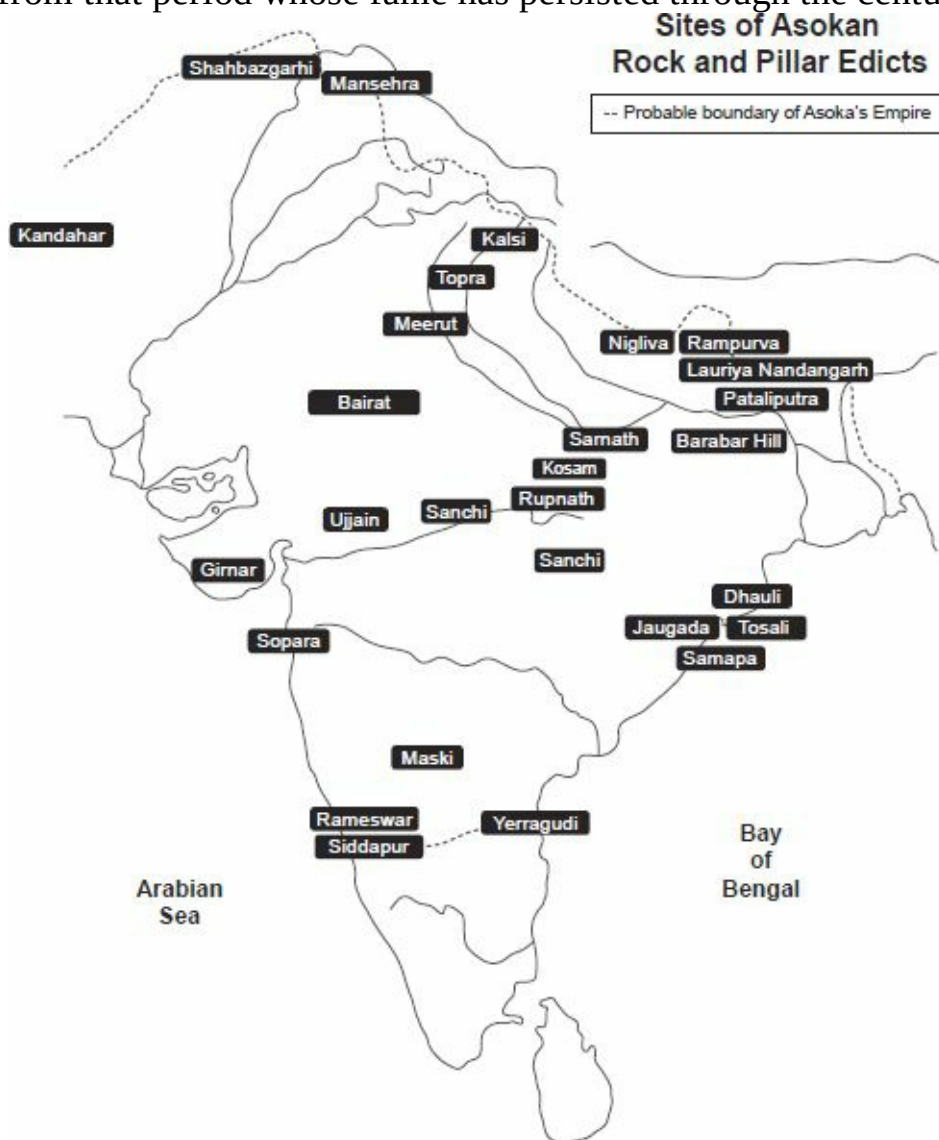 from that period whose fame has persisted through the centu
Sites of Asokan
Rock and Pillar Edicts
-- Probable boundary of Asoka's Empire
Shahbazgarhi
Mansehra
Kandahar
Kalsi
Topra
Meerut
Nigliva
Rampurva
Lauriya Nandangarh
Bairat
Pataliputra
Sarnath
Barabar Hill
Kosam
Rupnath
Sanchi
Ujjain
Sanchi
Girnar
Dhauli
Jaugada
Tosali
Sopara
Samapa
Maski
Rameswar
Yerragudi
Siddapur
Bay
of
Bengal
Arabian
Sea